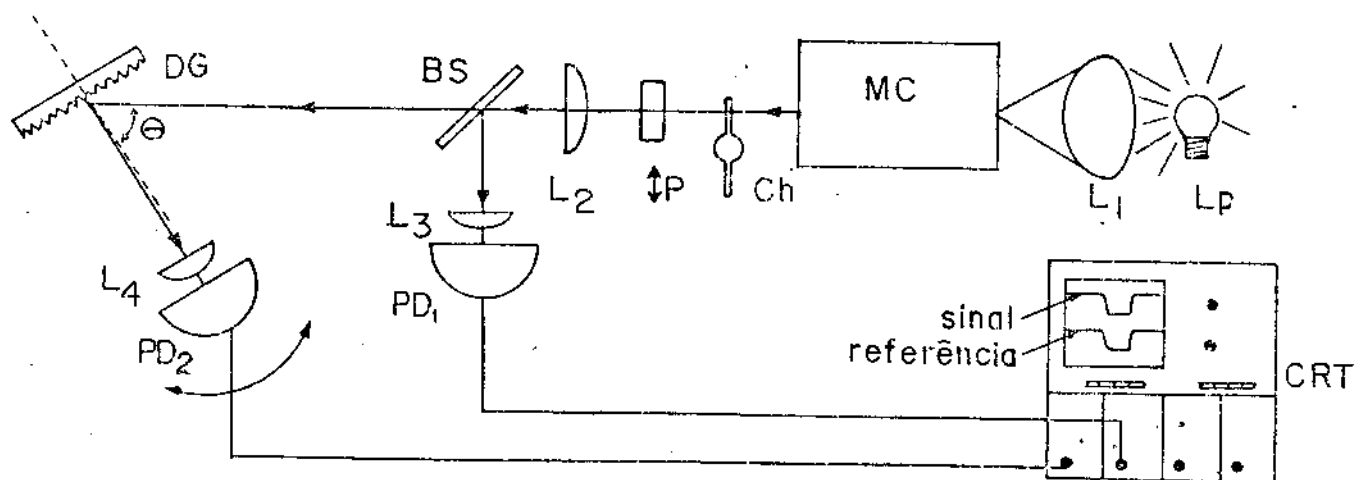 DG
BS
MC
Θ
L2
P
Ch
L1
Lp
L3
L4
PD1
PD2
sinal
referência
CRT